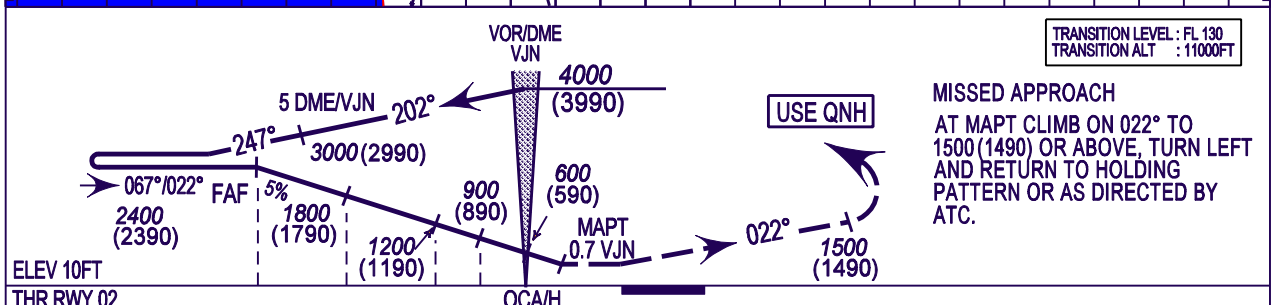 VOR/DME
VJN
TRANSITION LEVEL : FL 130
TRANSITION ALT : 11000FT
4000
(3990)
5 DME/VJN
202°
247°
3000 (2990)
USE QNH
MISSED APPROACH
AT MAPT CLIMB ON 022° TO
1500 (1490) OR ABOVE, TURN LEFT
AND RETURN TO HOLDING
PATTERN OR AS DIRECTED BY
ATC.
067°/022°
FAF
5%
2400
(2390)
1800
(1790)
1200
(1190)
900
(890)
600
(590)
MAPT
0.7 VJN
022°
1500
(1490)
ELEV 10FT
THR RWY 02
OCA/H